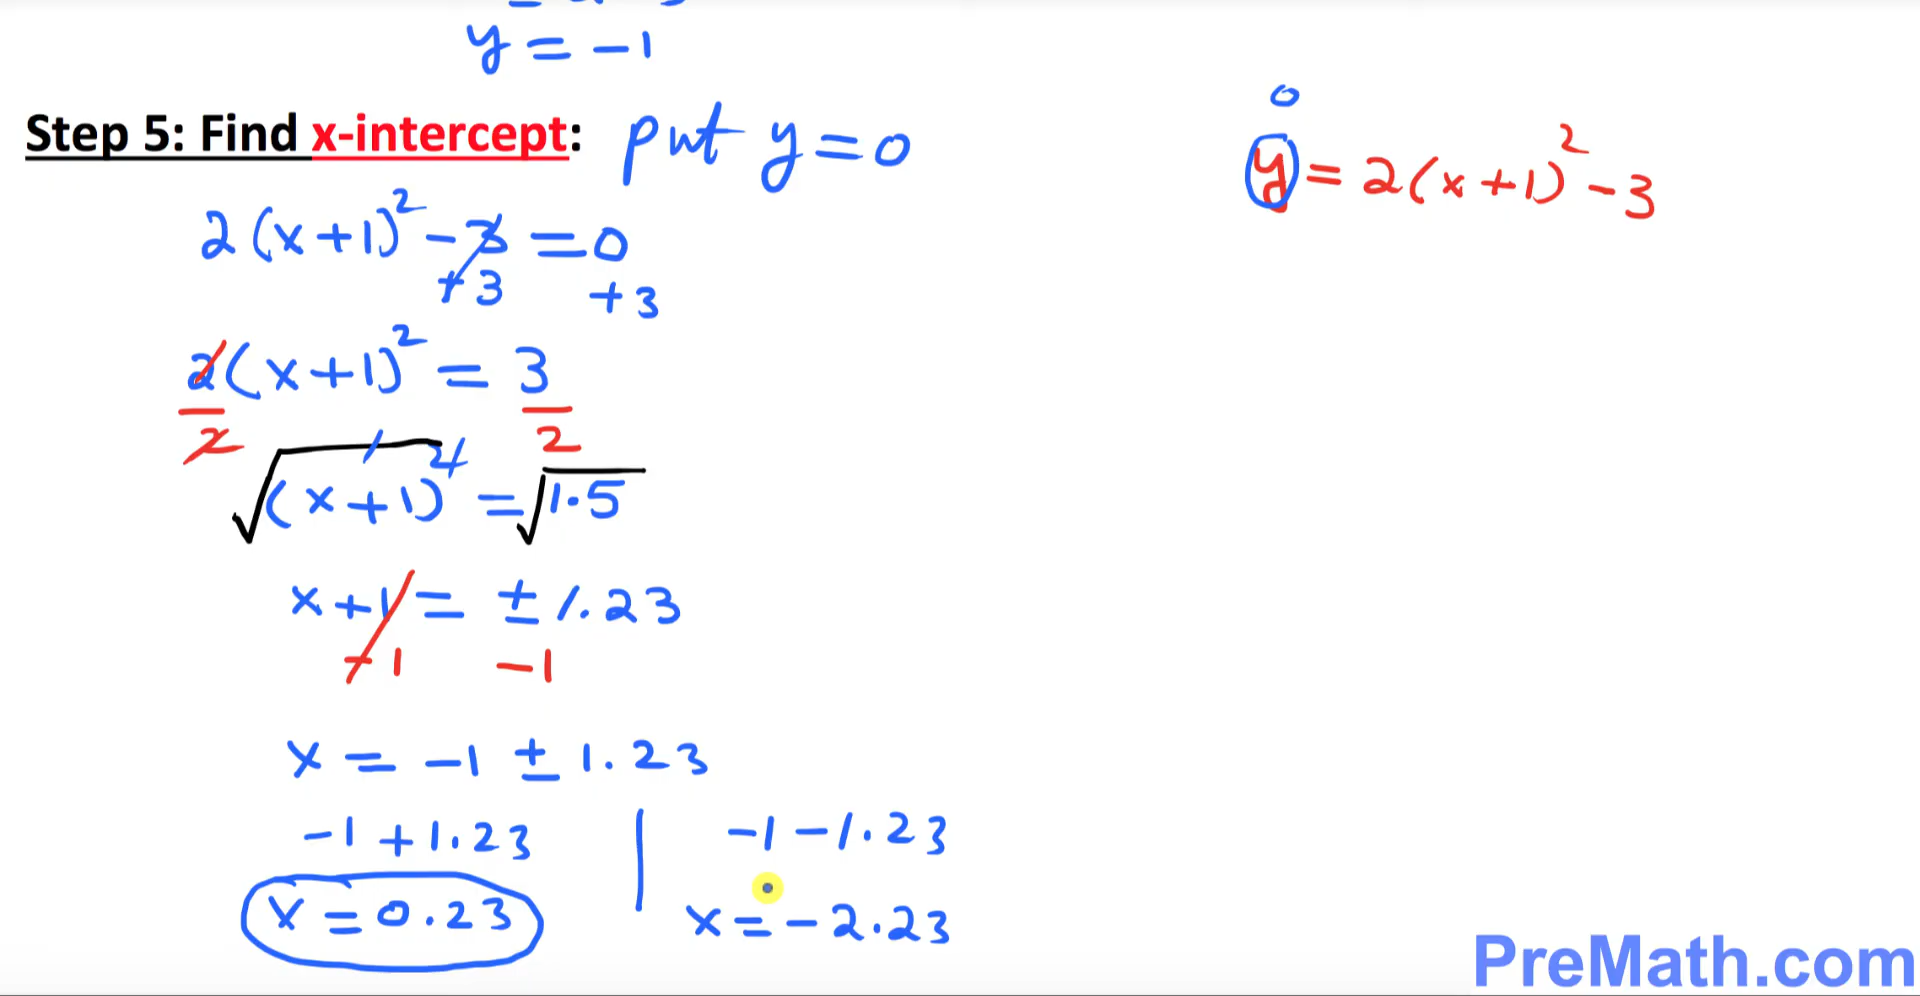 y = -1
Step 5: Find x-intercept: put y=0
0
y = 2(x+1)² -3
2(x+1)² -3 = 0
+3 +3
2(x+1)² = 3
2 2
√(x+1)² = √1.5
x+1 = ± 1.23
-1 -1
x = -1 ± 1.23
-1 + 1.23 | -1 - 1.23
x = 0.23
x = -2.23
PreMath.com